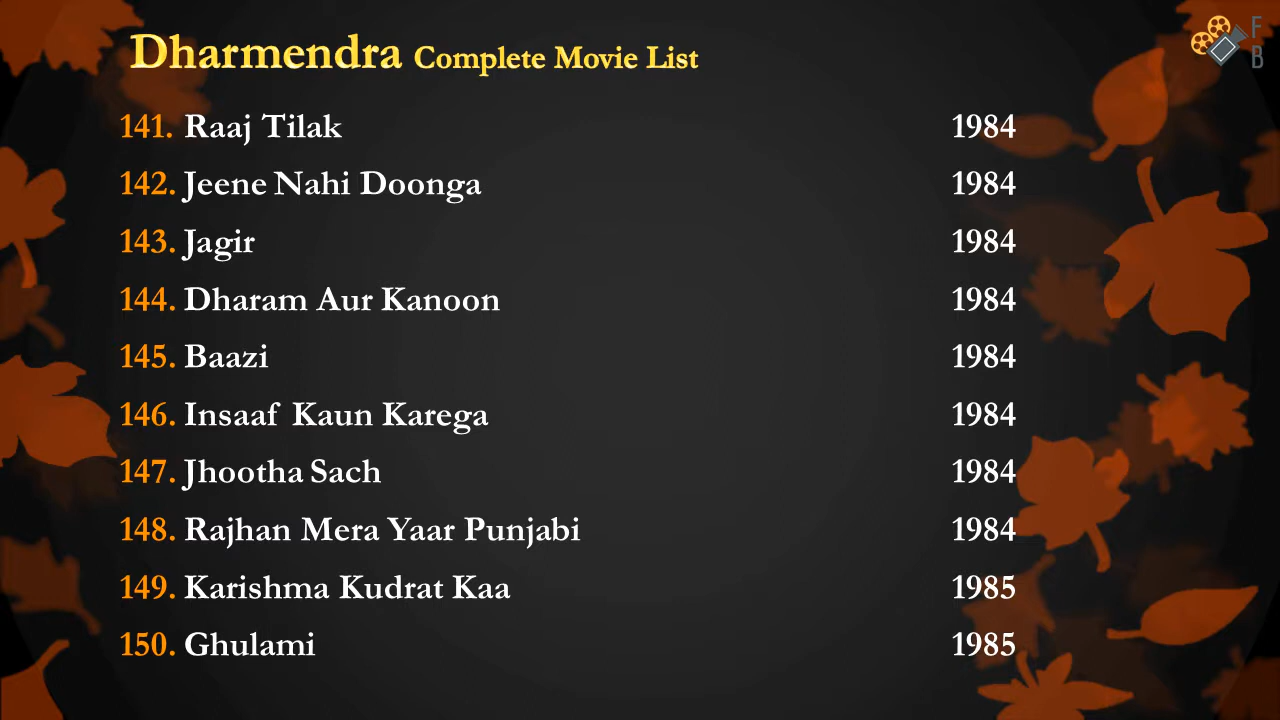 Dharmendra Complete Movie List
F
B
141. Raaj Tilak 1984
142. Jeene Nahi Doonga 1984
143. Jagir 1984
144. Dharam Aur Kanoon 1984
145. Baazi 1984
146. Insaaf Kaun Karega 1984
147. Jhootha Sach 1984
148. Rajhan Mera Yaar Punjabi 1984
149. Karishma Kudrat Kaa 1985
150. Ghulami 1985